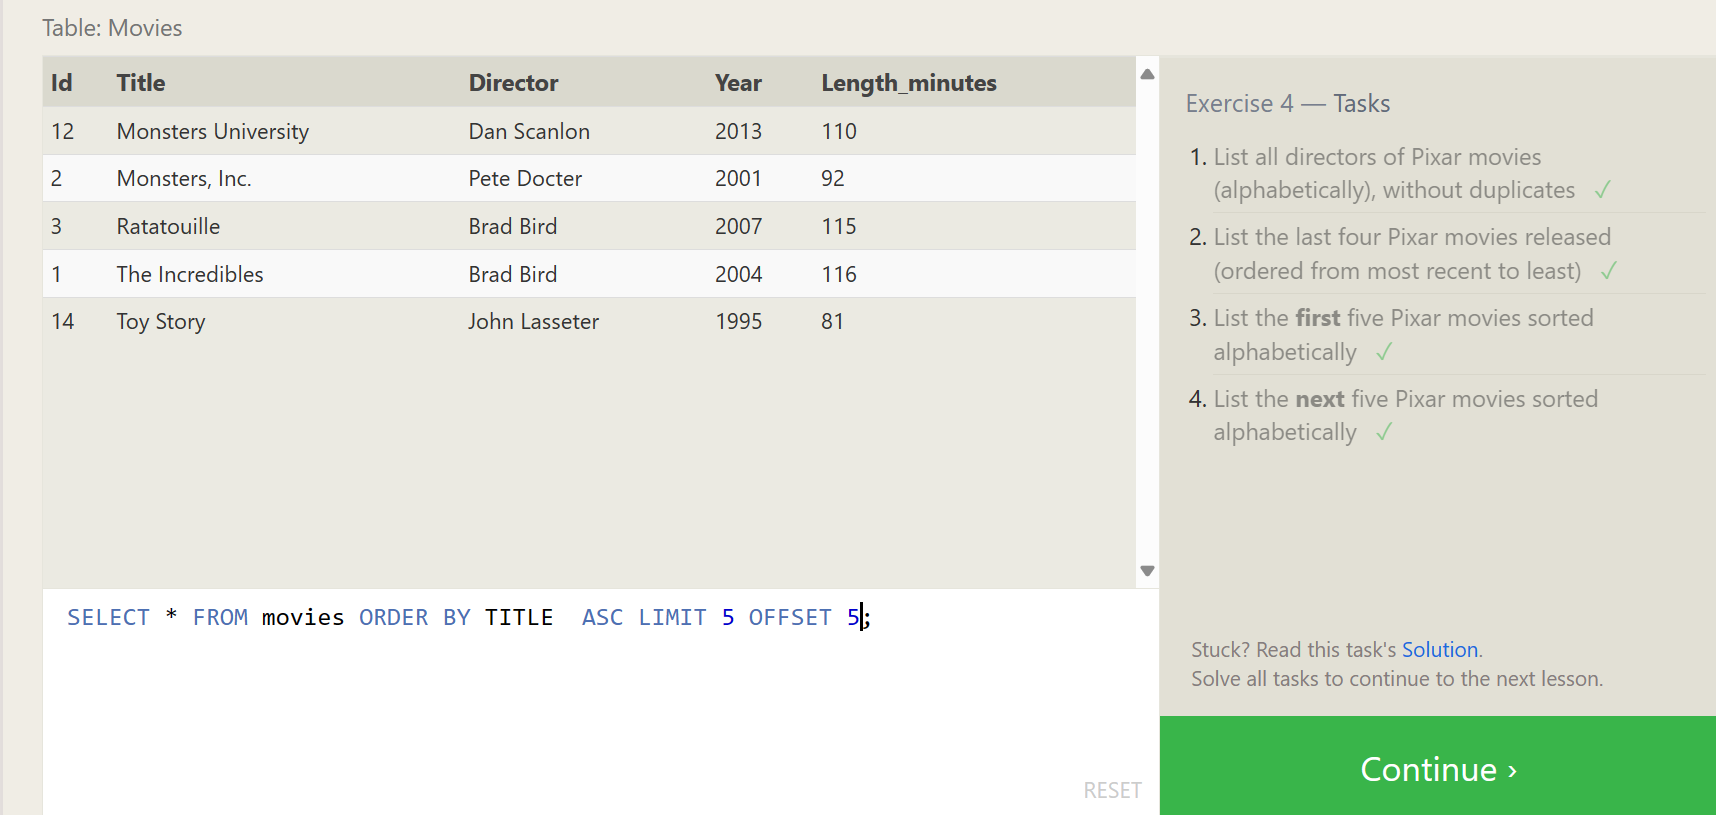 Table: Movies
Id Title Director Year Length_minutes
12 Monsters University Dan Scanlon 2013 110
2 Monsters, Inc. Pete Docter 2001 92
3 Ratatouille Brad Bird 2007 115
1 The Incredibles Brad Bird 2004 116
14 Toy Story John Lasseter 1995 81
SELECT * FROM movies ORDER BY TITLE  ASC LIMIT 5 OFFSET 5;
RESET
Exercise 4 — Tasks
1. List all directors of Pixar movies
(alphabetically), without duplicates ✓
2. List the last four Pixar movies released
(ordered from most recent to least) ✓
3. List the first five Pixar movies sorted
alphabetically ✓
4. List the next five Pixar movies sorted
alphabetically ✓
Stuck? Read this task's Solution.
Solve all tasks to continue to the next lesson.
Continue ›